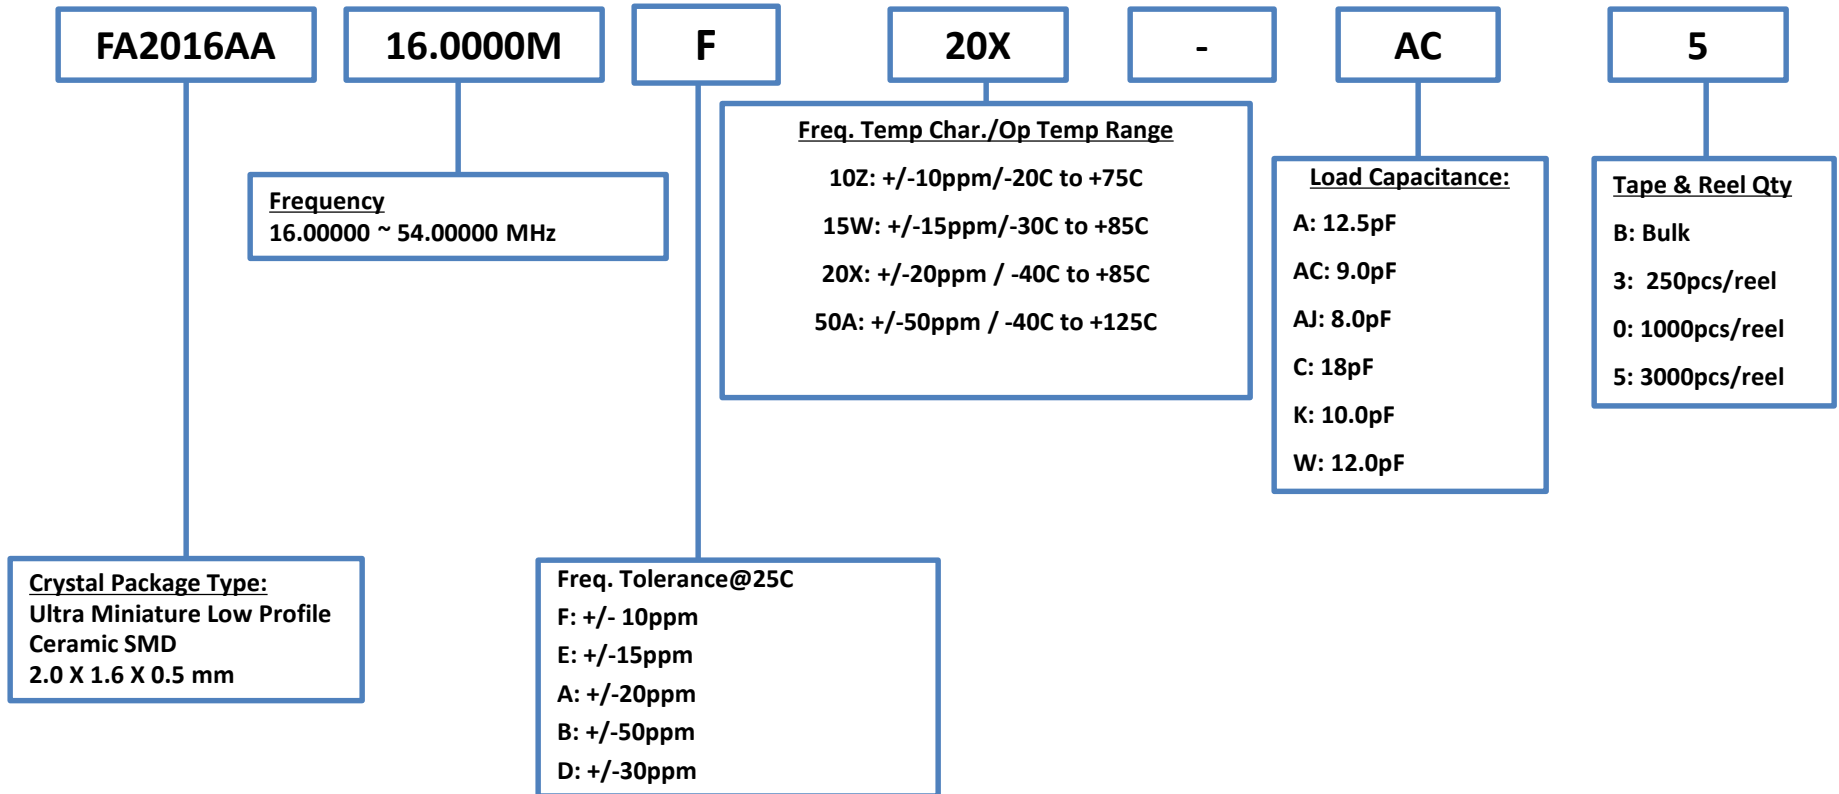 FA2016AA 16.0000M F 20X - AC 5
Frequency
16.00000 ~ 54.00000 MHz
Freq. Temp Char./Op Temp Range
10Z: +/-10ppm/-20C to +75C
15W: +/-15ppm/-30C to +85C
20X: +/-20ppm / -40C to +85C
50A: +/-50ppm / -40C to +125C
Load Capacitance:
A: 12.5pF
AC: 9.0pF
AJ: 8.0pF
C: 18pF
K: 10.0pF
W: 12.0pF
Tape & Reel Qty
B: Bulk
3: 250pcs/reel
0: 1000pcs/reel
5: 3000pcs/reel
Crystal Package Type:
Ultra Miniature Low Profile
Ceramic SMD
2.0 X 1.6 X 0.5 mm
Freq. Tolerance@25C
F: +/- 10ppm
E: +/-15ppm
A: +/-20ppm
B: +/-50ppm
D: +/-30ppm